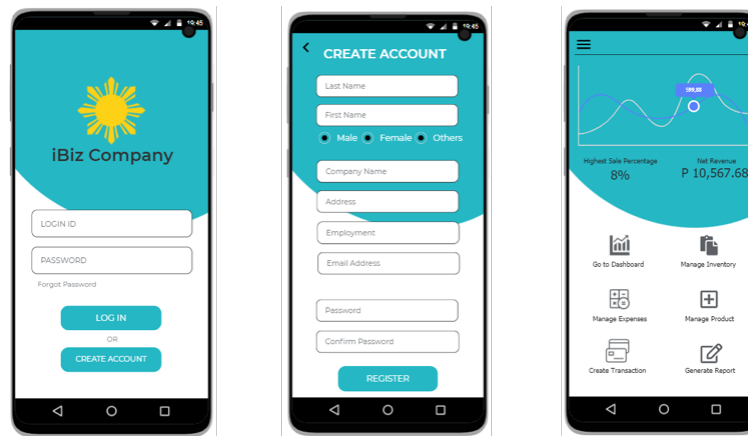 19:45
iBiz Company
LOGIN ID
PASSWORD
Forgot Password
LOG IN
OR
CREATE ACCOUNT
19:45
CREATE ACCOUNT
Last Name
First Name
Male Female Others
Company Name
Address
Employment
Email Address
Password
Confirm Password
REGISTER
Highest Sale Percentage
8%
Net Revenue
P 10,567.68
Go to Dashboard
Manage Inventory
Manage Expenses
Manage Product
Create Transaction
Generate Report